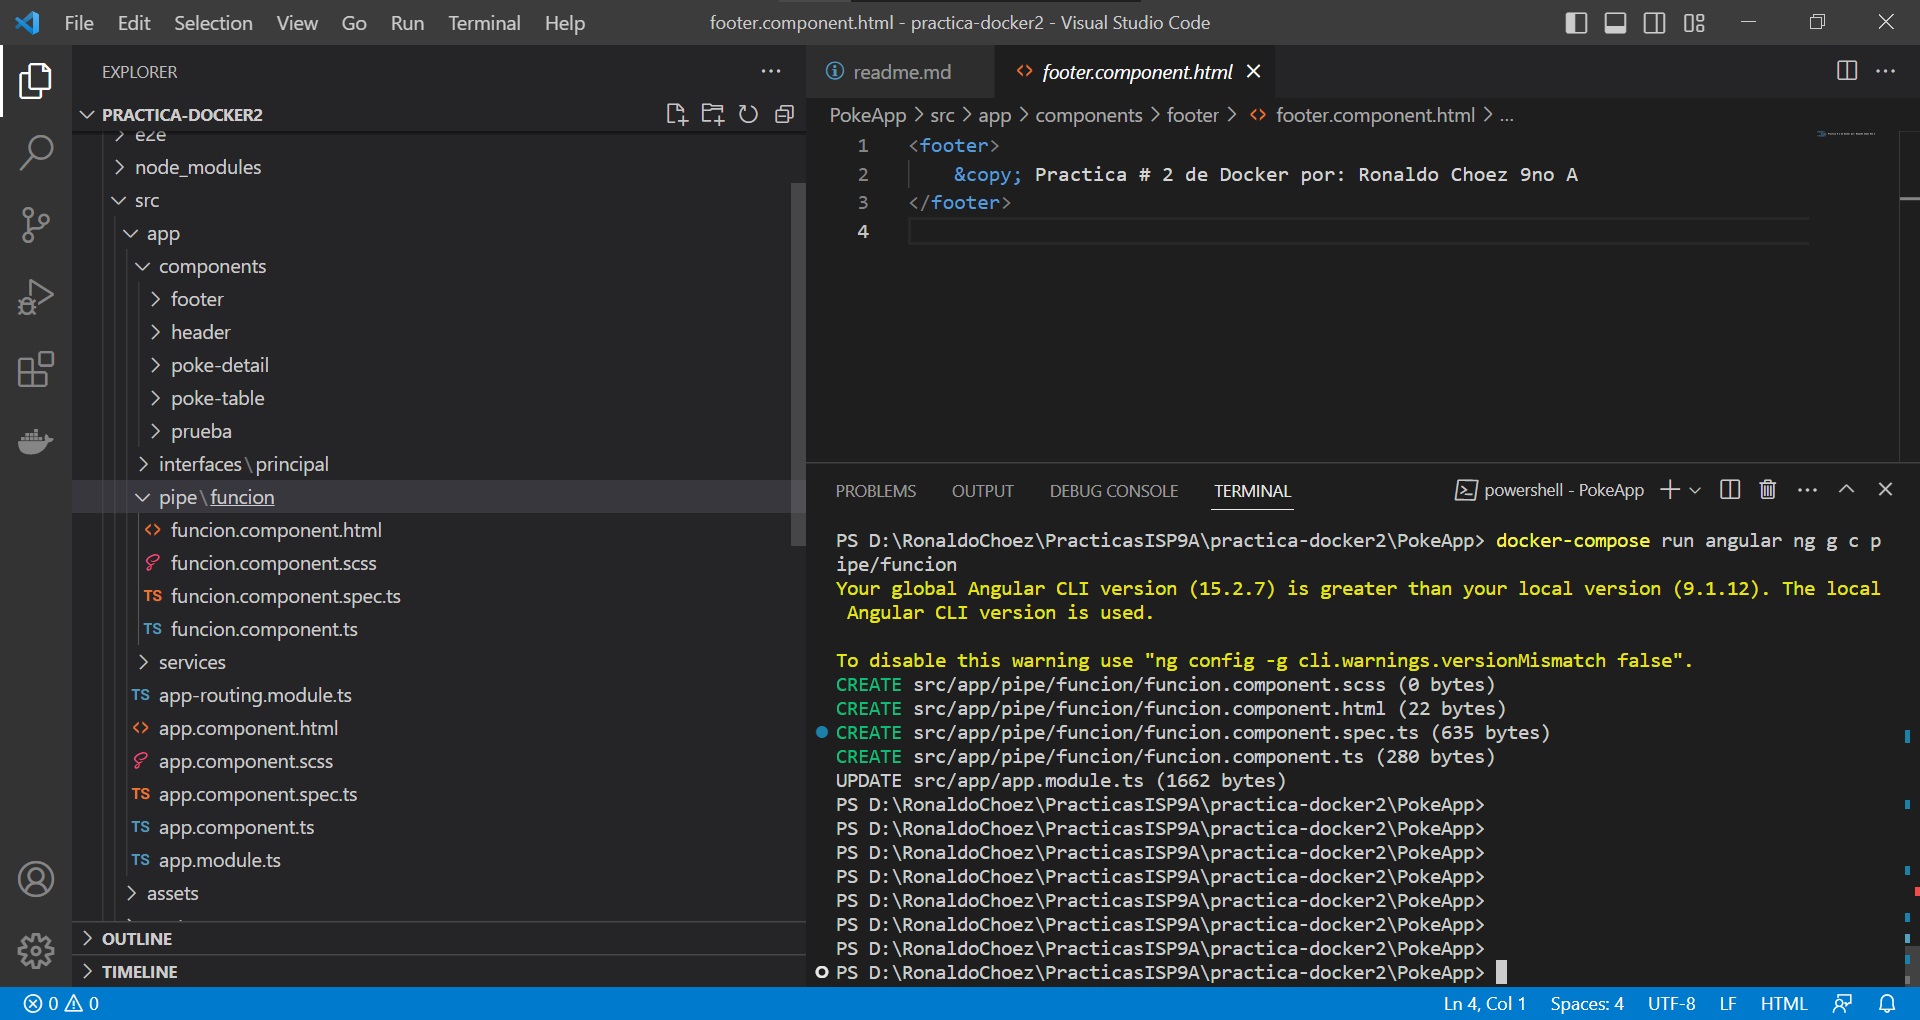 File Edit Selection View Go Run Terminal Help
footer.component.html - practica-docker2 - Visual Studio Code
EXPLORER
PRACTICA-DOCKER2
e2e
node_modules
src
app
components
footer
header
poke-detail
poke-table
prueba
interfaces\principal
pipe\funcion
funcion.component.html
funcion.component.scss
TS funcion.component.spec.ts
TS funcion.component.ts
services
TS app-routing.module.ts
app.component.html
app.component.scss
TS app.component.spec.ts
TS app.component.ts
TS app.module.ts
assets
OUTLINE
TIMELINE
readme.md
footer.component.html
PokeApp > src > app > components > footer > footer.component.html > ...
1 <footer>
2 &copy; Practica # 2 de Docker por: Ronaldo Choez 9no A
3 </footer>
4
PROBLEMS OUTPUT DEBUG CONSOLE TERMINAL
powershell - PokeApp
PS D:\RonaldoChoez\PracticasISP9A\practica-docker2\PokeApp> docker-compose run angular ng g c p
ipe/funcion
Your global Angular CLI version (15.2.7) is greater than your local version (9.1.12). The local
Angular CLI version is used.
To disable this warning use "ng config -g cli.warnings.versionMismatch false".
CREATE src/app/pipe/funcion/funcion.component.scss (0 bytes)
CREATE src/app/pipe/funcion/funcion.component.html (22 bytes)
CREATE src/app/pipe/funcion/funcion.component.spec.ts (635 bytes)
CREATE src/app/pipe/funcion/funcion.component.ts (280 bytes)
UPDATE src/app/app.module.ts (1662 bytes)
PS D:\RonaldoChoez\PracticasISP9A\practica-docker2\PokeApp>
PS D:\RonaldoChoez\PracticasISP9A\practica-docker2\PokeApp>
PS D:\RonaldoChoez\PracticasISP9A\practica-docker2\PokeApp>
PS D:\RonaldoChoez\PracticasISP9A\practica-docker2\PokeApp>
PS D:\RonaldoChoez\PracticasISP9A\practica-docker2\PokeApp>
PS D:\RonaldoChoez\PracticasISP9A\practica-docker2\PokeApp>
PS D:\RonaldoChoez\PracticasISP9A\practica-docker2\PokeApp>
PS D:\RonaldoChoez\PracticasISP9A\practica-docker2\PokeApp>
0 0
Ln 4, Col 1 Spaces: 4 UTF-8 LF HTML